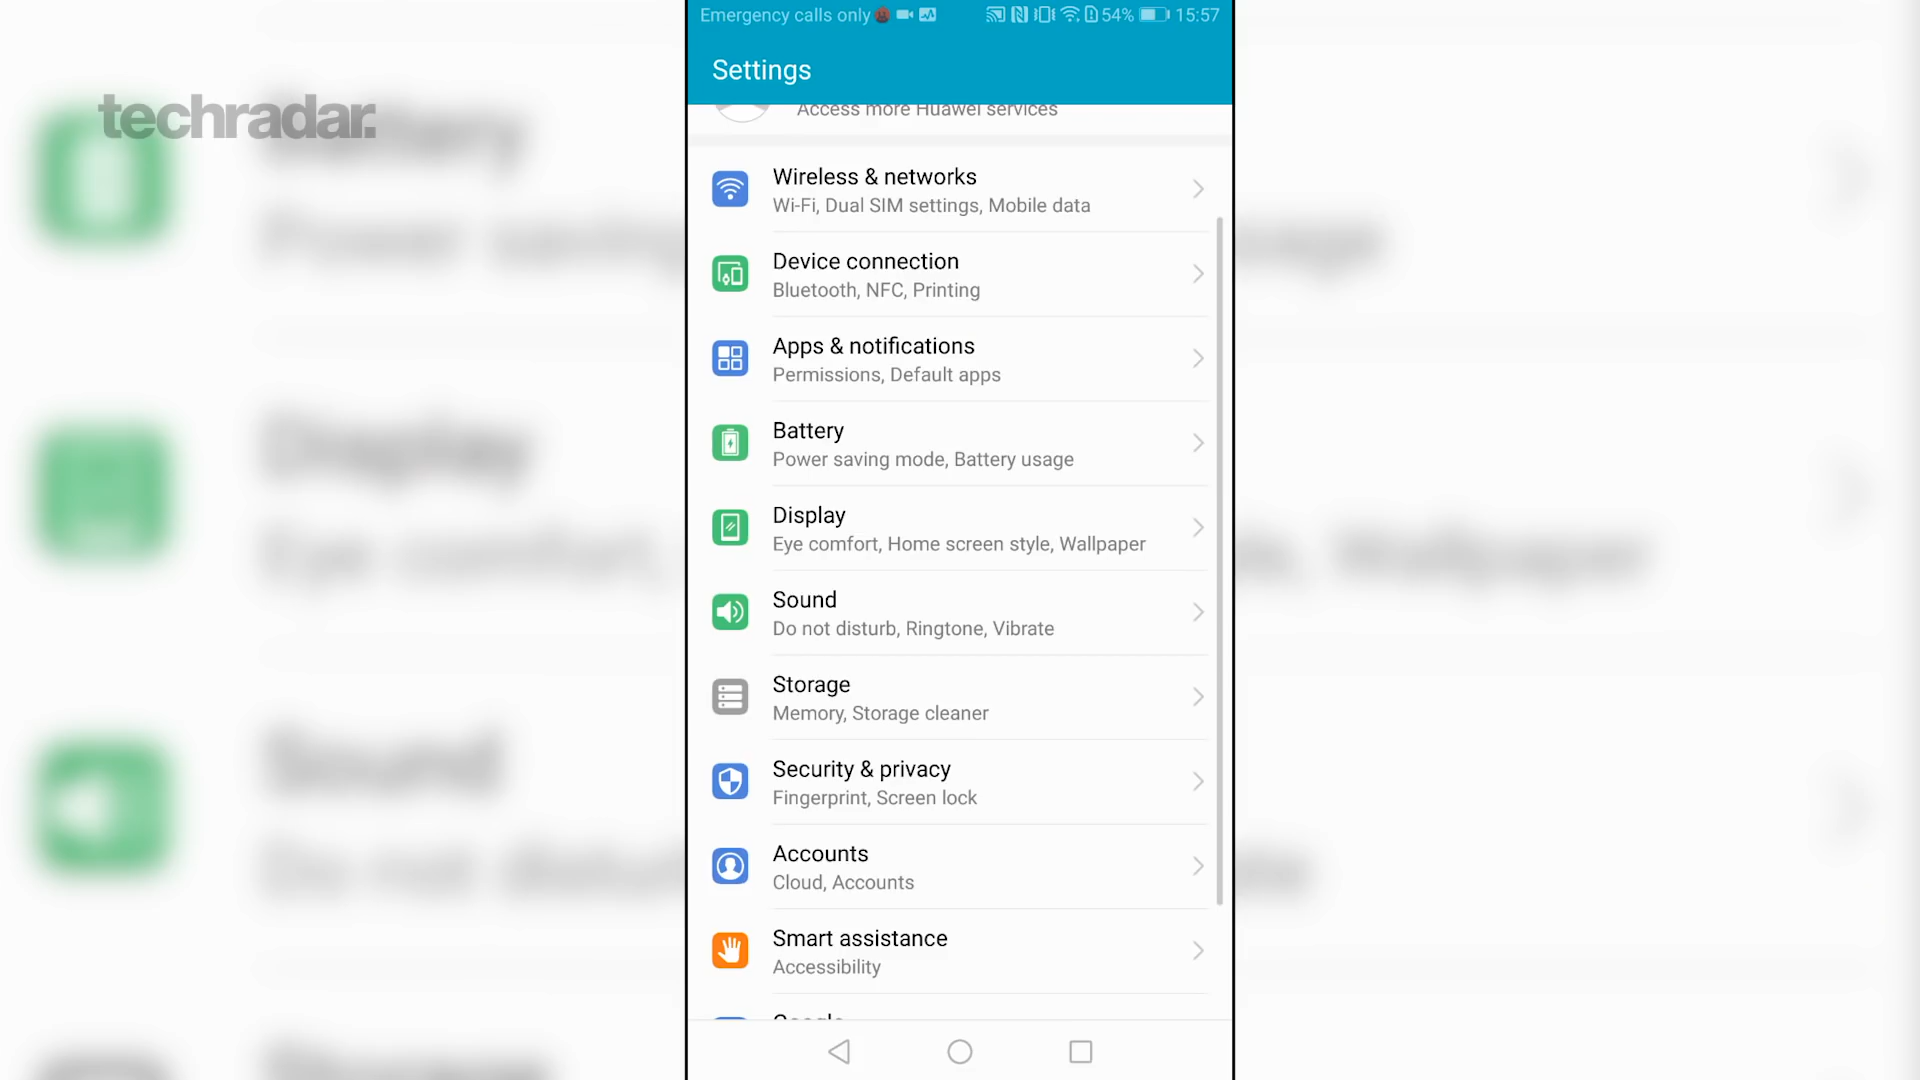 techradar.
Emergency calls only
54%
15:57
Settings
Access more Huawei services
Wireless & networks
Wi-Fi, Dual SIM settings, Mobile data
Device connection
Bluetooth, NFC, Printing
Apps & notifications
Permissions, Default apps
Battery
Power saving mode, Battery usage
Display
Eye comfort, Home screen style, Wallpaper
Sound
Do not disturb, Ringtone, Vibrate
Storage
Memory, Storage cleaner
Security & privacy
Fingerprint, Screen lock
Accounts
Cloud, Accounts
Smart assistance
Accessibility
Google